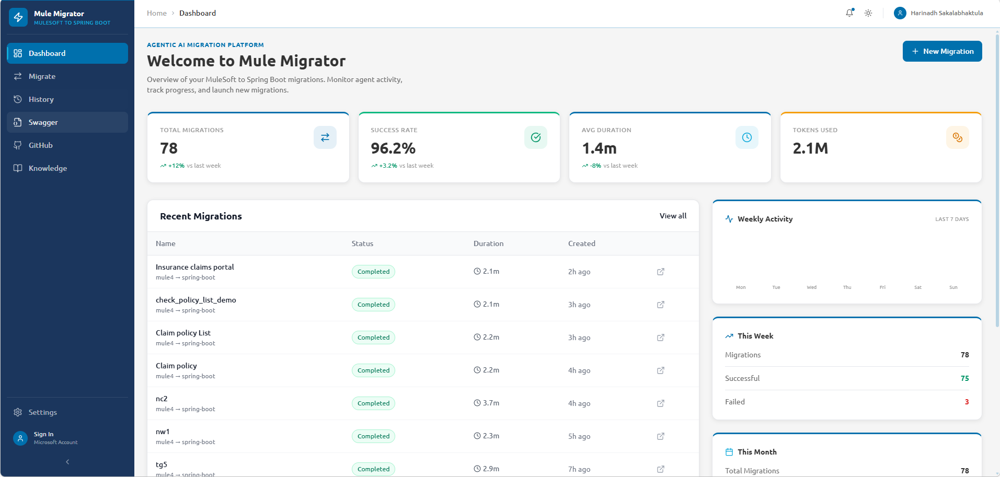 Mule Migrator
MULESOFT TO SPRING BOOT
Dashboard
Migrate
History
Swagger
GitHub
Knowledge
Settings
Sign In
Microsoft Account
Home > Dashboard
Harinadh Sakalabhaktula
AGENTIC AI MIGRATION PLATFORM
Welcome to Mule Migrator
Overview of your MuleSoft to Spring Boot migrations. Monitor agent activity,
track progress, and launch new migrations.
+ New Migration
TOTAL MIGRATIONS
78
+12% vs last week
SUCCESS RATE
96.2%
+3.2% vs last week
AVG DURATION
1.4m
-8% vs last week
TOKENS USED
2.1M
Recent Migrations
View all
Name Status Duration Created
Insurance claims portal
mule4 → spring-boot
Completed 2.1m 2h ago
check_policy_list_demo
mule4 → spring-boot
Completed 2.1m 3h ago
Claim policy List
mule4 → spring-boot
Completed 2.2m 3h ago
Claim policy
mule4 → spring-boot
Completed 2.2m 4h ago
nc2
mule4 → spring-boot
Completed 3.7m 4h ago
nw1
mule4 → spring-boot
Completed 2.3m 5h ago
tg5
mule4 → spring-boot
Completed 2.9m 7h ago
Weekly Activity
LAST 7 DAYS
Mon Tue Wed Thu Fri Sat Sun
This Week
Migrations 78
Successful 75
Failed 3
This Month
Total Migrations 78